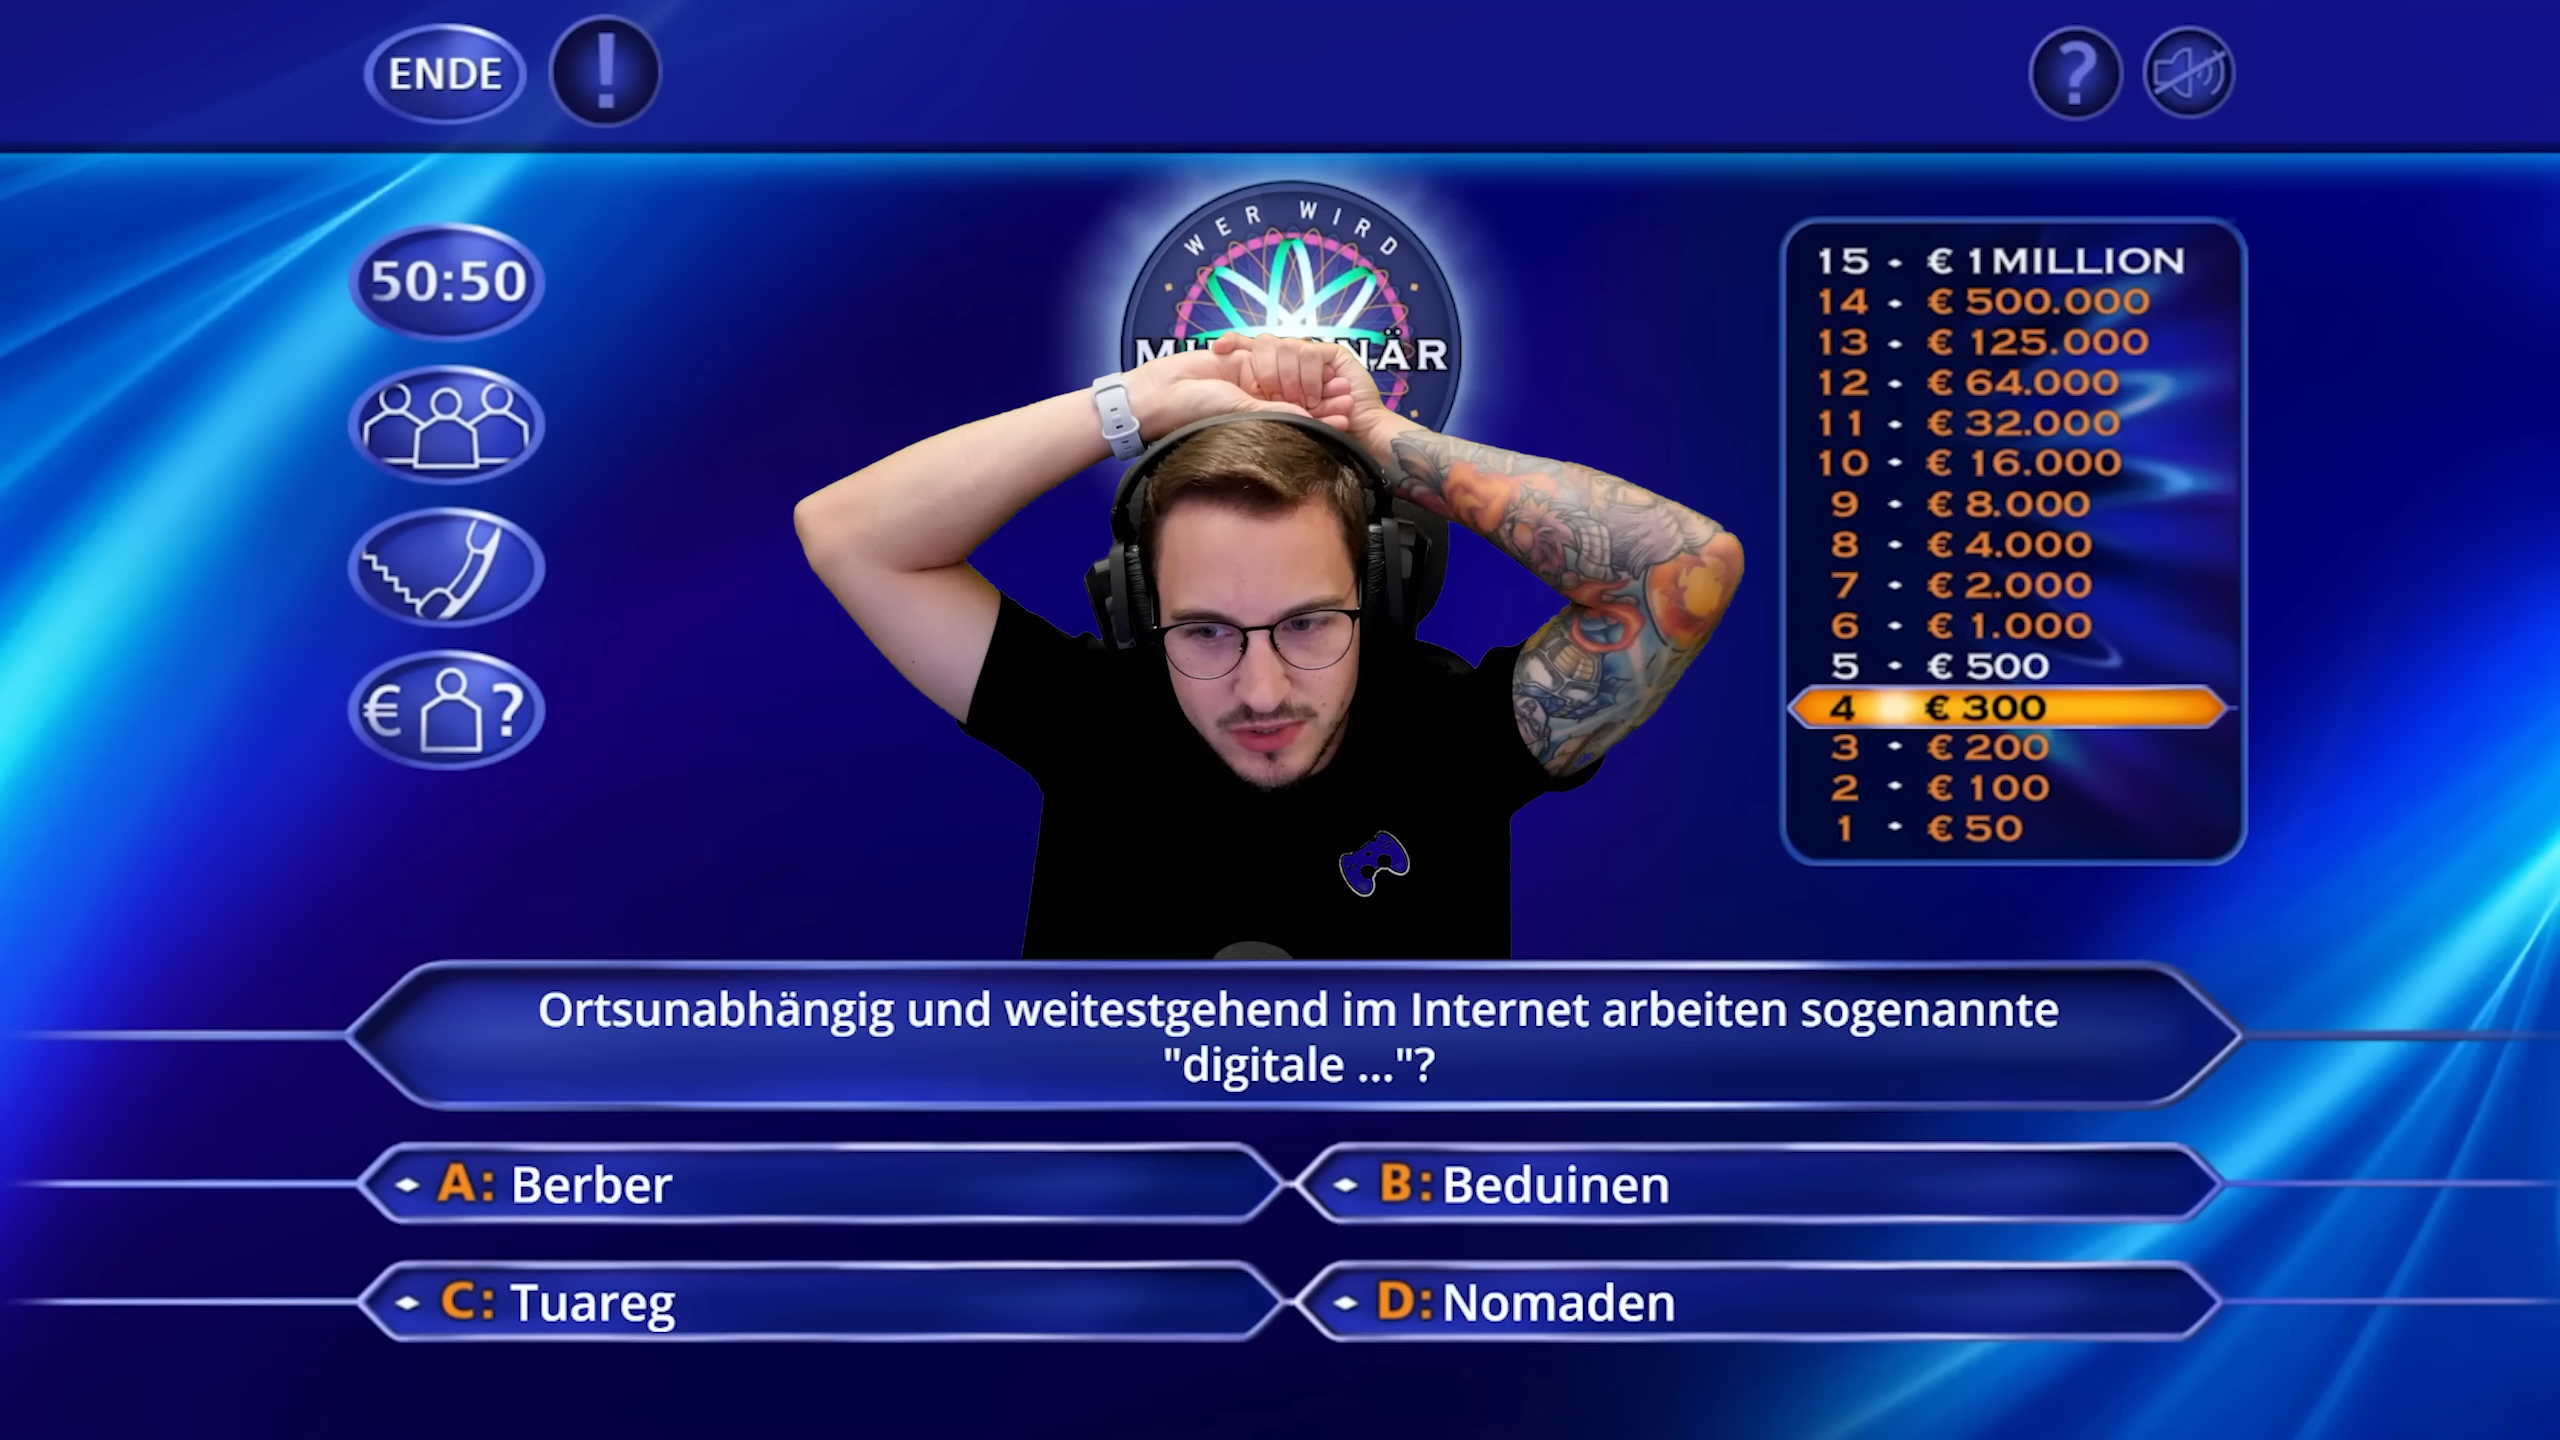 ENDE
!
?
50:50
€ ?
WER WIRD
15 · € 1 MILLION
14 · € 500.000
13 · € 125.000
12 · € 64.000
11 · € 32.000
10 · € 16.000
9 · € 8.000
8 · € 4.000
7 · € 2.000
6 · € 1.000
5 · € 500
4 € 300
3 · € 200
2 · € 100
1 · € 50
Ortsunabhängig und weitestgehend im Internet arbeiten sogenannte
"digitale ..."?
A: Berber
B: Beduinen
C: Tuareg
D: Nomaden